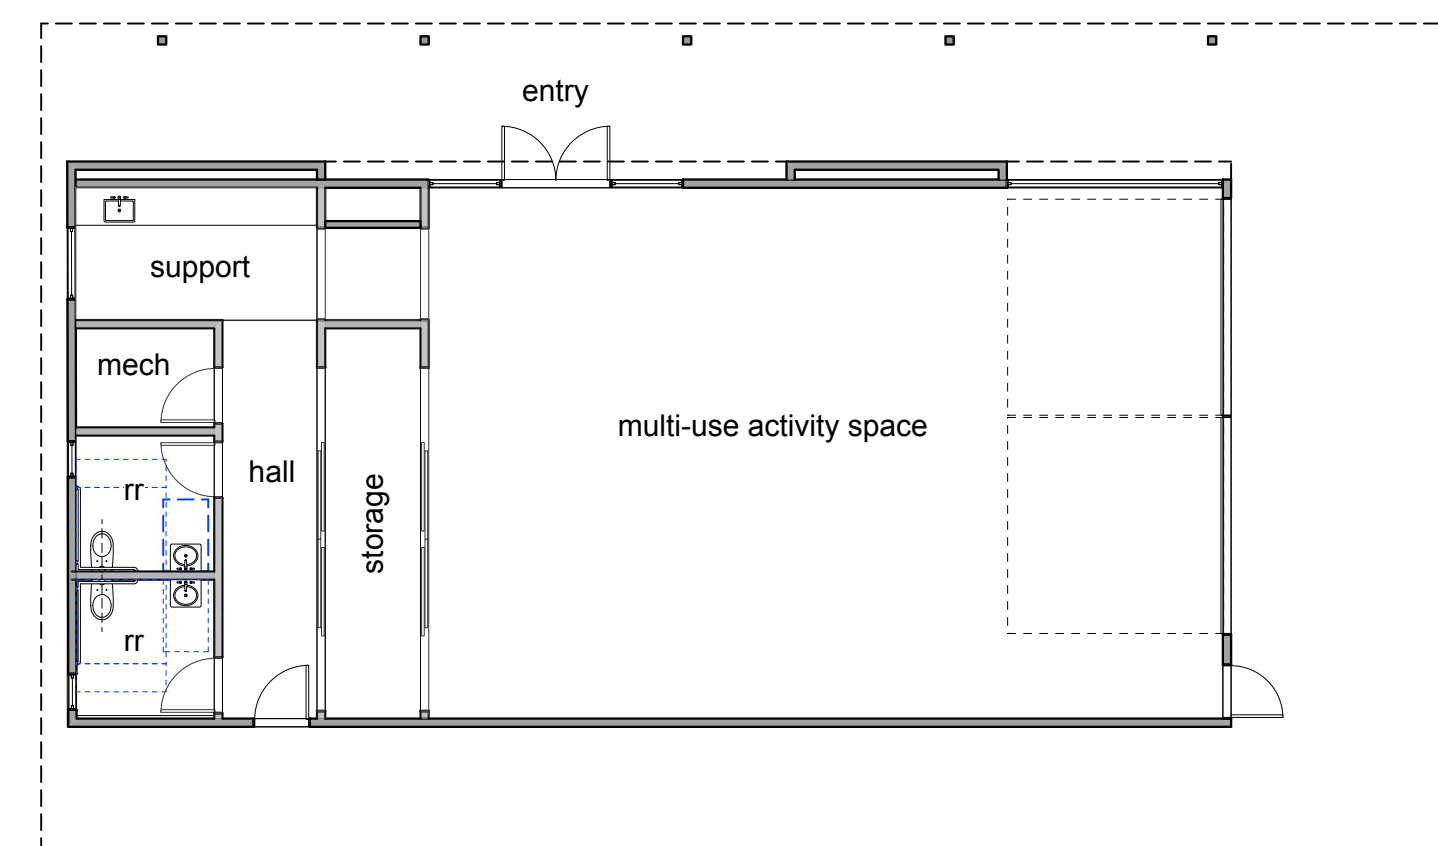 entry
support
mech
multi-use activity space
hall
rr
storage
rr